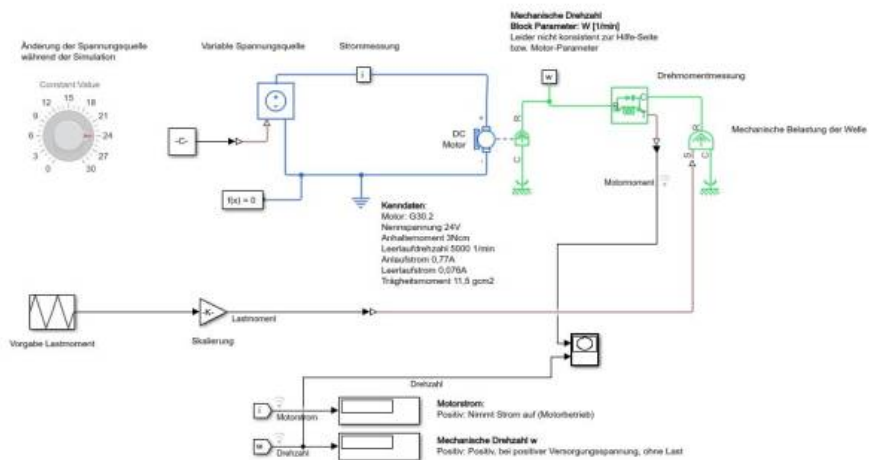 Mechanische Drehzahl
Block Parameter: W [1/min]
Leider nicht konsistent zur Hilfe-Seite
bzw. Motor-Parameter
Änderung der Spannungsquelle
während der Simulation
Variable Spannungsquelle
Strommessung
Constant Value
15
12
18
9
21
6
24
3
27
0
30
i
w
Drehmomentmessung
-C-
DC
Motor
+
-
R
C
S
R
C
Mechanische Belastung der Welle
Motormoment
f(x) = 0
Kenndaten:
Motor: G30.2
Nennspannung 24V
Anhaltemoment 3Ncm
Leerlaufdrehzahl 5000 1/min
Anlaufstrom 0,77A
Leerlaufstrom 0,076A
Trägheitsmoment 11,5 gcm2
-K-
Lastmoment
Vorgabe Lastmoment
Skalierung
Drehzahl
i
Motorstrom
Motorstrom:
Positiv: Nimmt Strom auf (Motorbetrieb)
w
Drehzahl
Mechanische Drehzahl w
Positiv: Positiv, bei positiver Versorgungsspannung, ohne Last